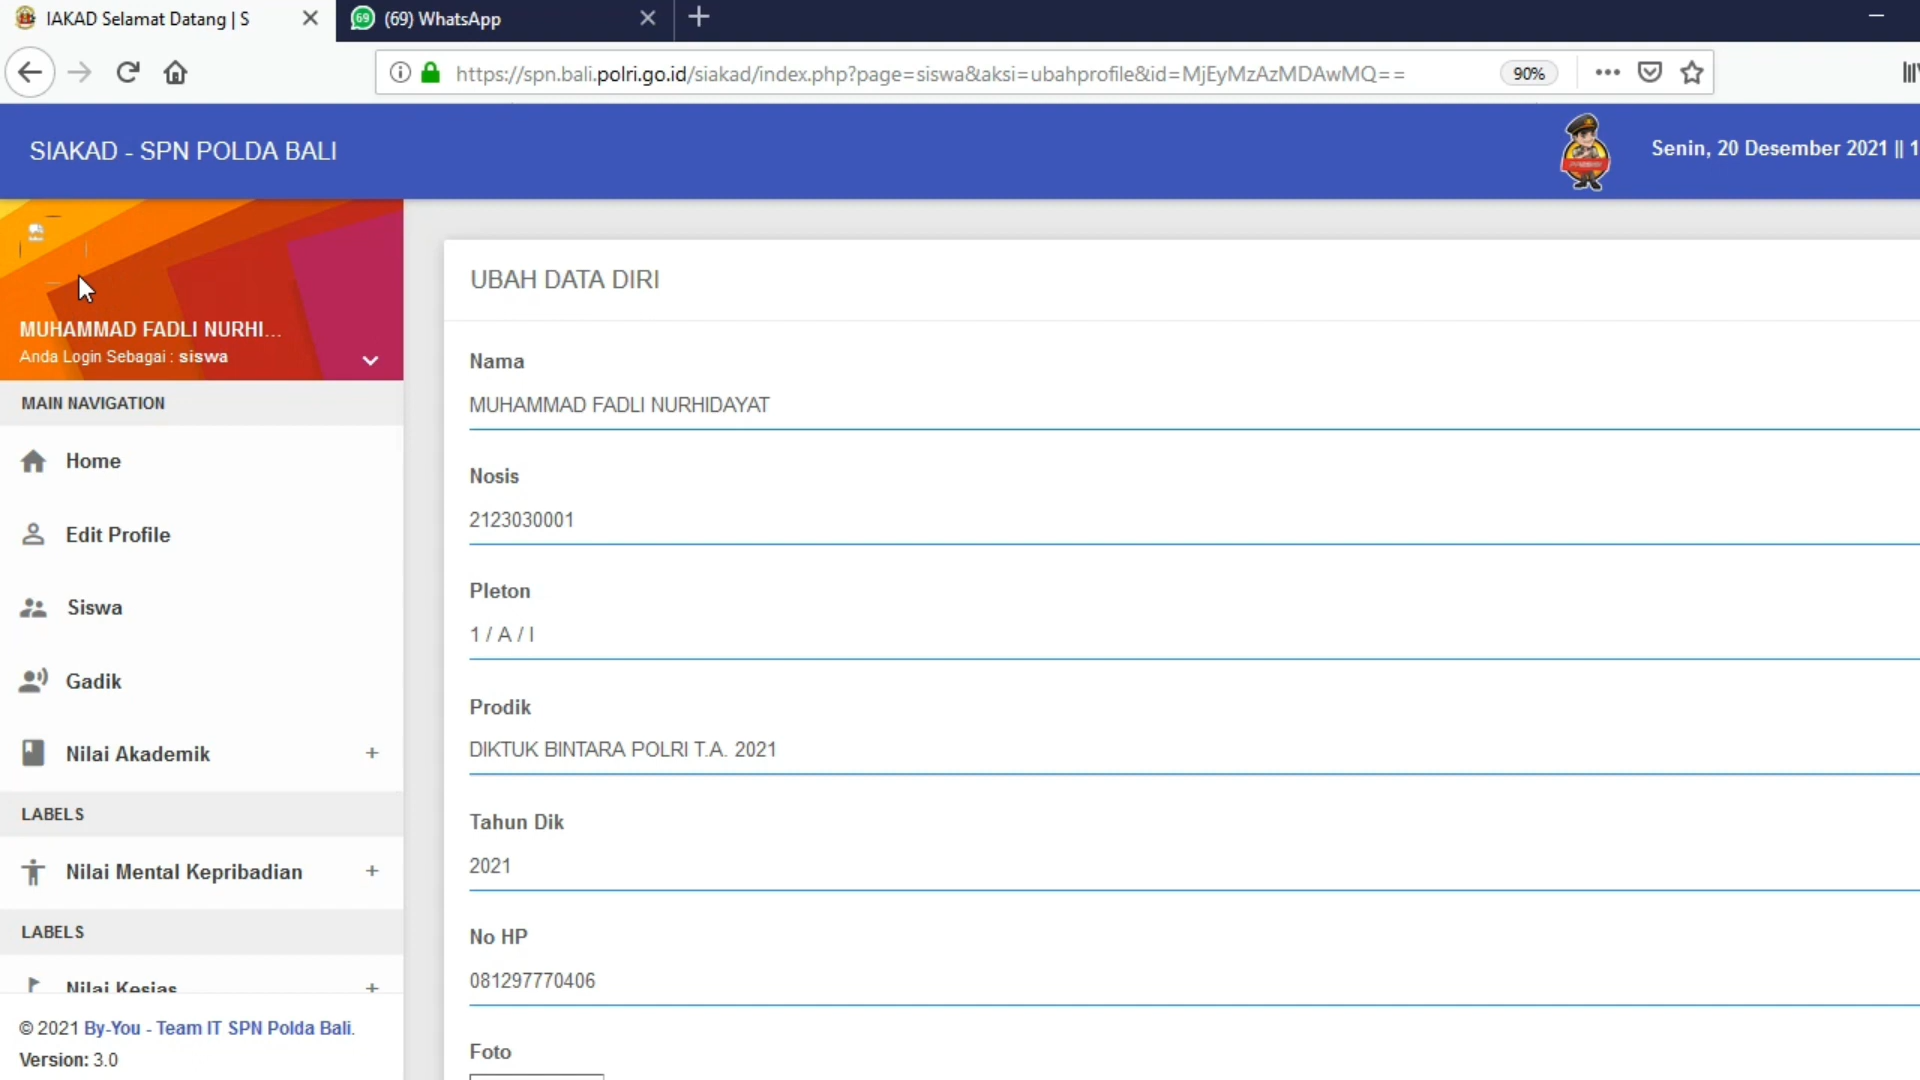 IAKAD Selamat Datang | S
(69) WhatsApp
https://spn.bali.polri.go.id/siakad/index.php?page=siswa&aksi=ubahprofile&id=MjEyMzAzMDAwMQ==
90%
SIAKAD - SPN POLDA BALI
Senin, 20 Desember 2021 || 1
MUHAMMAD FADLI NURHI...
Anda Login Sebagai : siswa
MAIN NAVIGATION
Home
Edit Profile
Siswa
Gadik
Nilai Akademik +
LABELS
Nilai Mental Kepribadian +
LABELS
Nilai Kesjas +
© 2021 By-You - Team IT SPN Polda Bali.
Version: 3.0
UBAH DATA DIRI
Nama
MUHAMMAD FADLI NURHIDAYAT
Nosis
2123030001
Pleton
1 / A / I
Prodik
DIKTUK BINTARA POLRI T.A. 2021
Tahun Dik
2021
No HP
081297770406
Foto